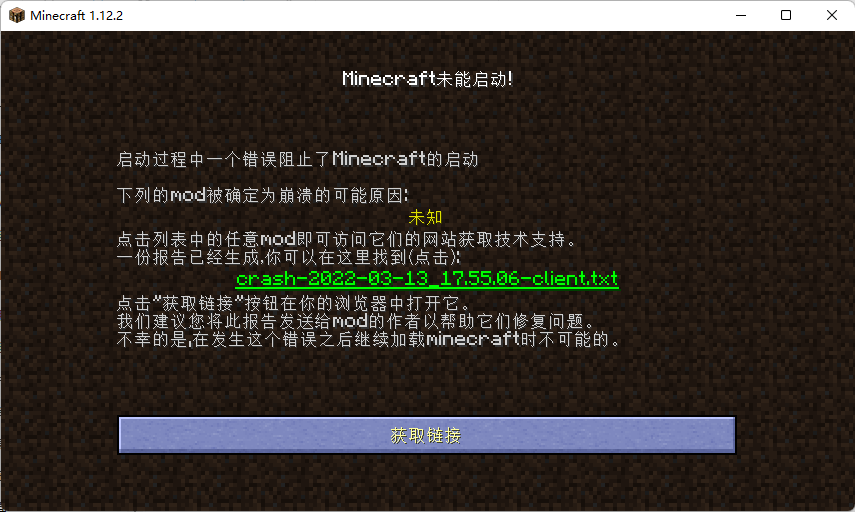 Minecraft 1.12.2
Minecraft未能启动!
启动过程中一个错误阻止了Minecraft的启动
下列的mod被确定为崩溃的可能原因:
未知
点击列表中的任意mod即可访问它们的网站获取技术支持。
一份报告已经生成,你可以在这里找到(点击):
crash-2022-03-13_17.55.06-client.txt
点击"获取链接"按钮在你的浏览器中打开它。
我们建议您将此报告发送给mod的作者以帮助它们修复问题。
不幸的是,在发生这个错误之后继续加载minecraft时不可能的。
获取链接